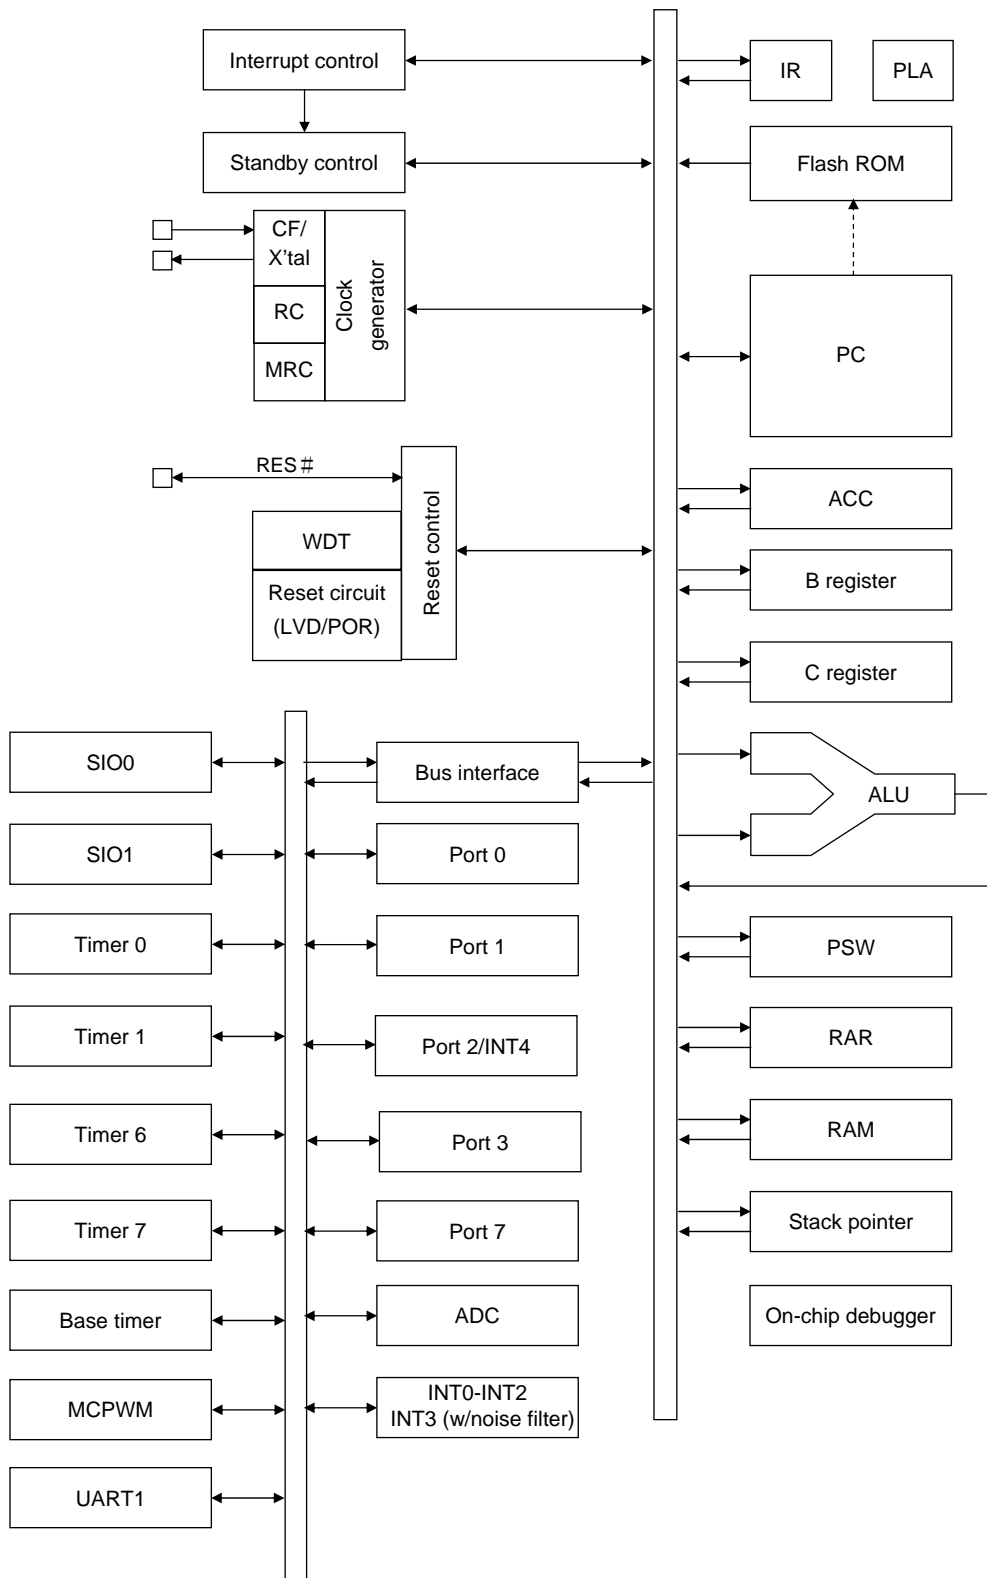 Interrupt control
IR
PLA
Standby control
Flash ROM
CF/
X'tal
RC
MRC
Clock
generator
PC
RES#
WDT
Reset circuit
(LVD/POR)
Reset control
ACC
B register
C register
SIO0
Bus interface
ALU
SIO1
Port 0
Timer 0
Port 1
PSW
Timer 1
Port 2/INT4
RAR
Timer 6
Port 3
RAM
Timer 7
Port 7
Stack pointer
Base timer
ADC
On-chip debugger
MCPWM
INT0-INT2
INT3 (w/noise filter)
UART1